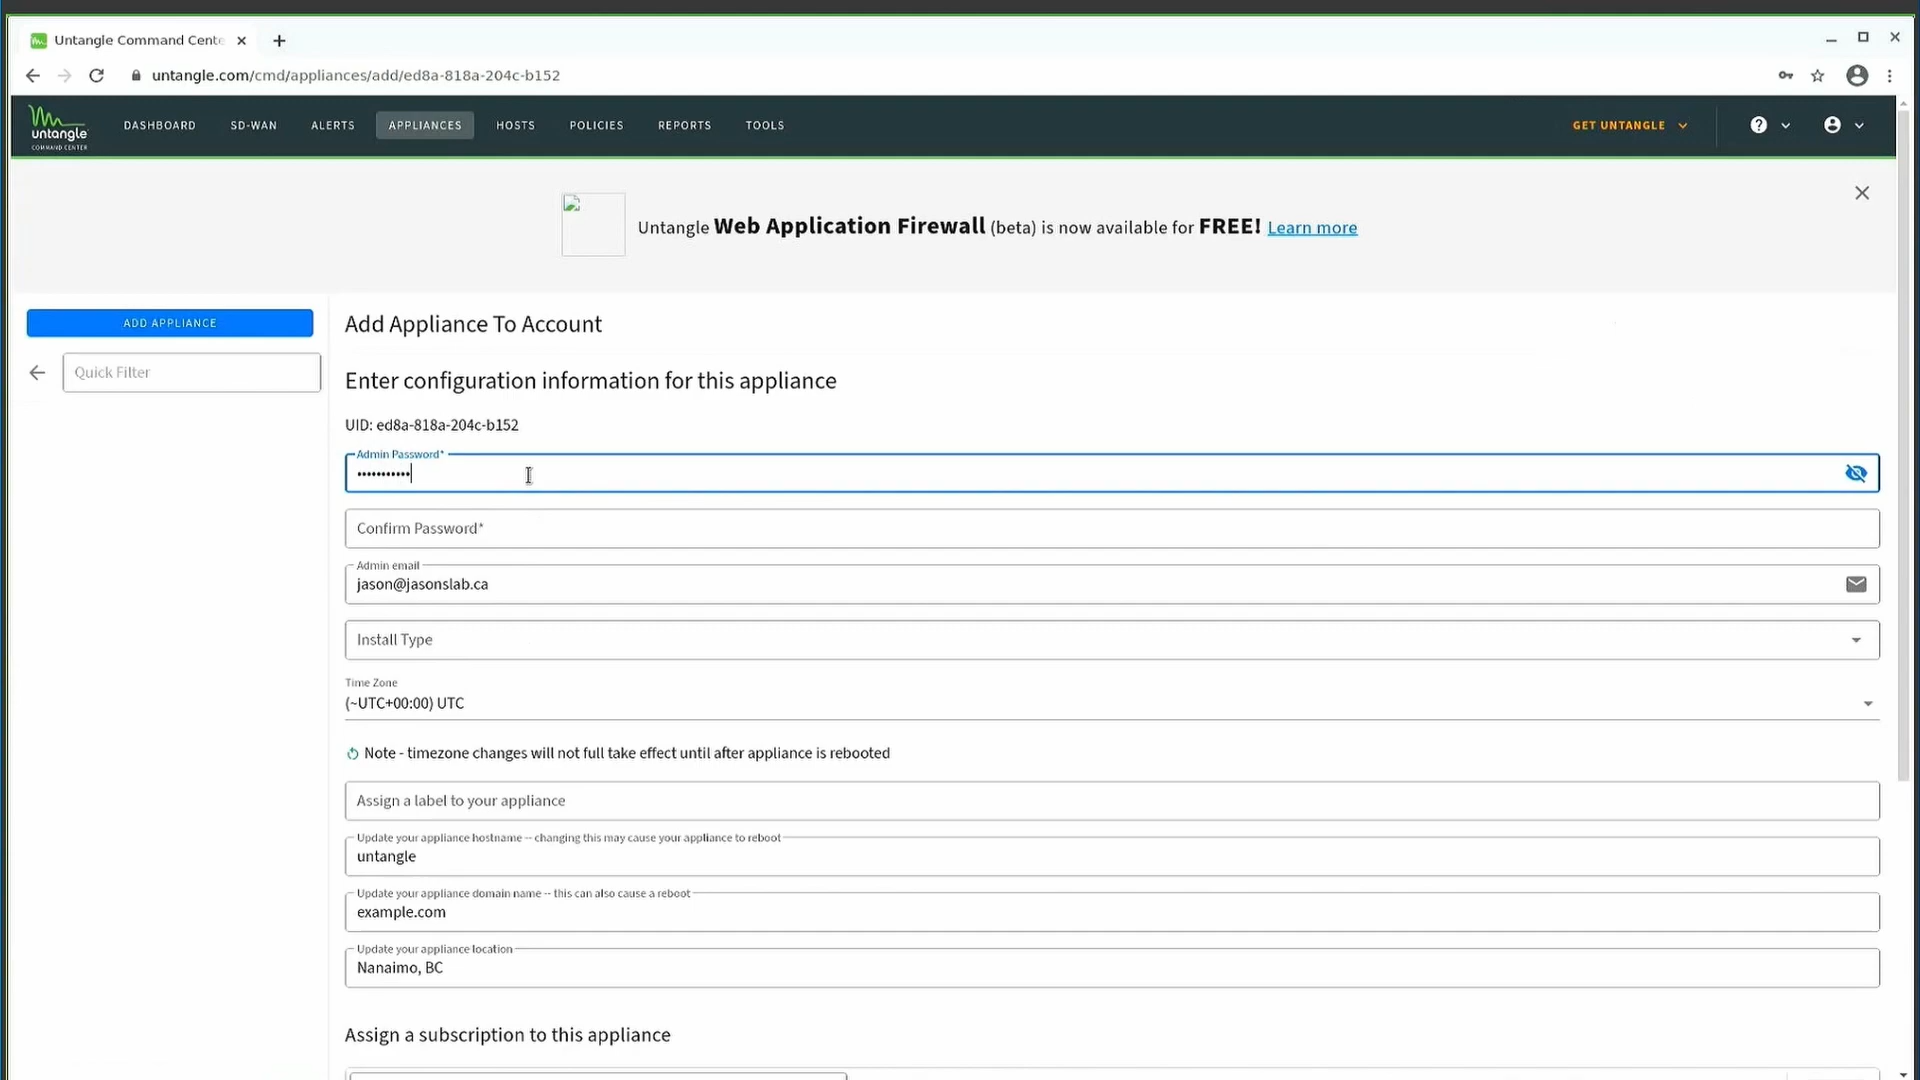 Untangle Command Cente
untangle.com/cmd/appliances/add/ed8a-818a-204c-b152
untangle
COMMAND CENTER
DASHBOARD
SD-WAN
ALERTS
APPLIANCES
HOSTS
POLICIES
REPORTS
TOOLS
GET UNTANGLE
Untangle Web Application Firewall (beta) is now available for FREE! Learn more
ADD APPLIANCE
Quick Filter
Add Appliance To Account
Enter configuration information for this appliance
UID: ed8a-818a-204c-b152
Admin Password*
•••••••••••
Confirm Password*
Admin email
jason@jasonslab.ca
Install Type
Time Zone
(~UTC+00:00) UTC
Note - timezone changes will not full take effect until after appliance is rebooted
Assign a label to your appliance
Update your appliance hostname -- changing this may cause your appliance to reboot
untangle
Update your appliance domain name -- this can also cause a reboot
example.com
Update your appliance location
Nanaimo, BC
Assign a subscription to this appliance